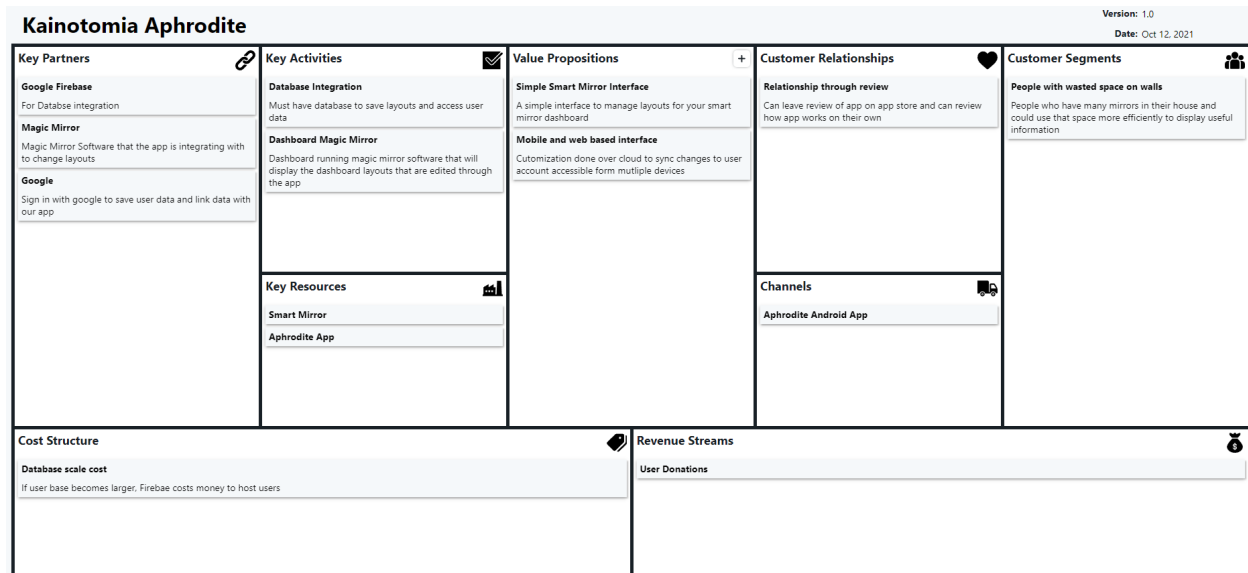 Kainotomia Aphrodite
Version: 1.0
Date: Oct 12, 2021
Key Partners
Google Firebase
For Databse integration
Magic Mirror
Magic Mirror Software that the app is integrating with
to change layouts
Google
Sign in with google to save user data and link data with
our app
Key Activities
Database Integration
Must have database to save layouts and access user
data
Dashboard Magic Mirror
Dashboard running magic mirror software that will
display the dashboard layouts that are edited through
the app
Key Resources
Smart Mirror
Aphrodite App
Value Propositions
+
Simple Smart Mirror Interface
A simple interface to manage layouts for your smart
mirror dashboard
Mobile and web based interface
Cutomization done over cloud to sync changes to user
account accessible form mutliple devices
Customer Relationships
Relationship through review
Can leave review of app on app store and can review
how app works on their own
Channels
Aphrodite Android App
Customer Segments
People with wasted space on walls
People who have many mirrors in their house and
could use that space more efficiently to display useful
information
Cost Structure
Database scale cost
If user base becomes larger, Firebae costs money to host users
Revenue Streams
$
User Donations